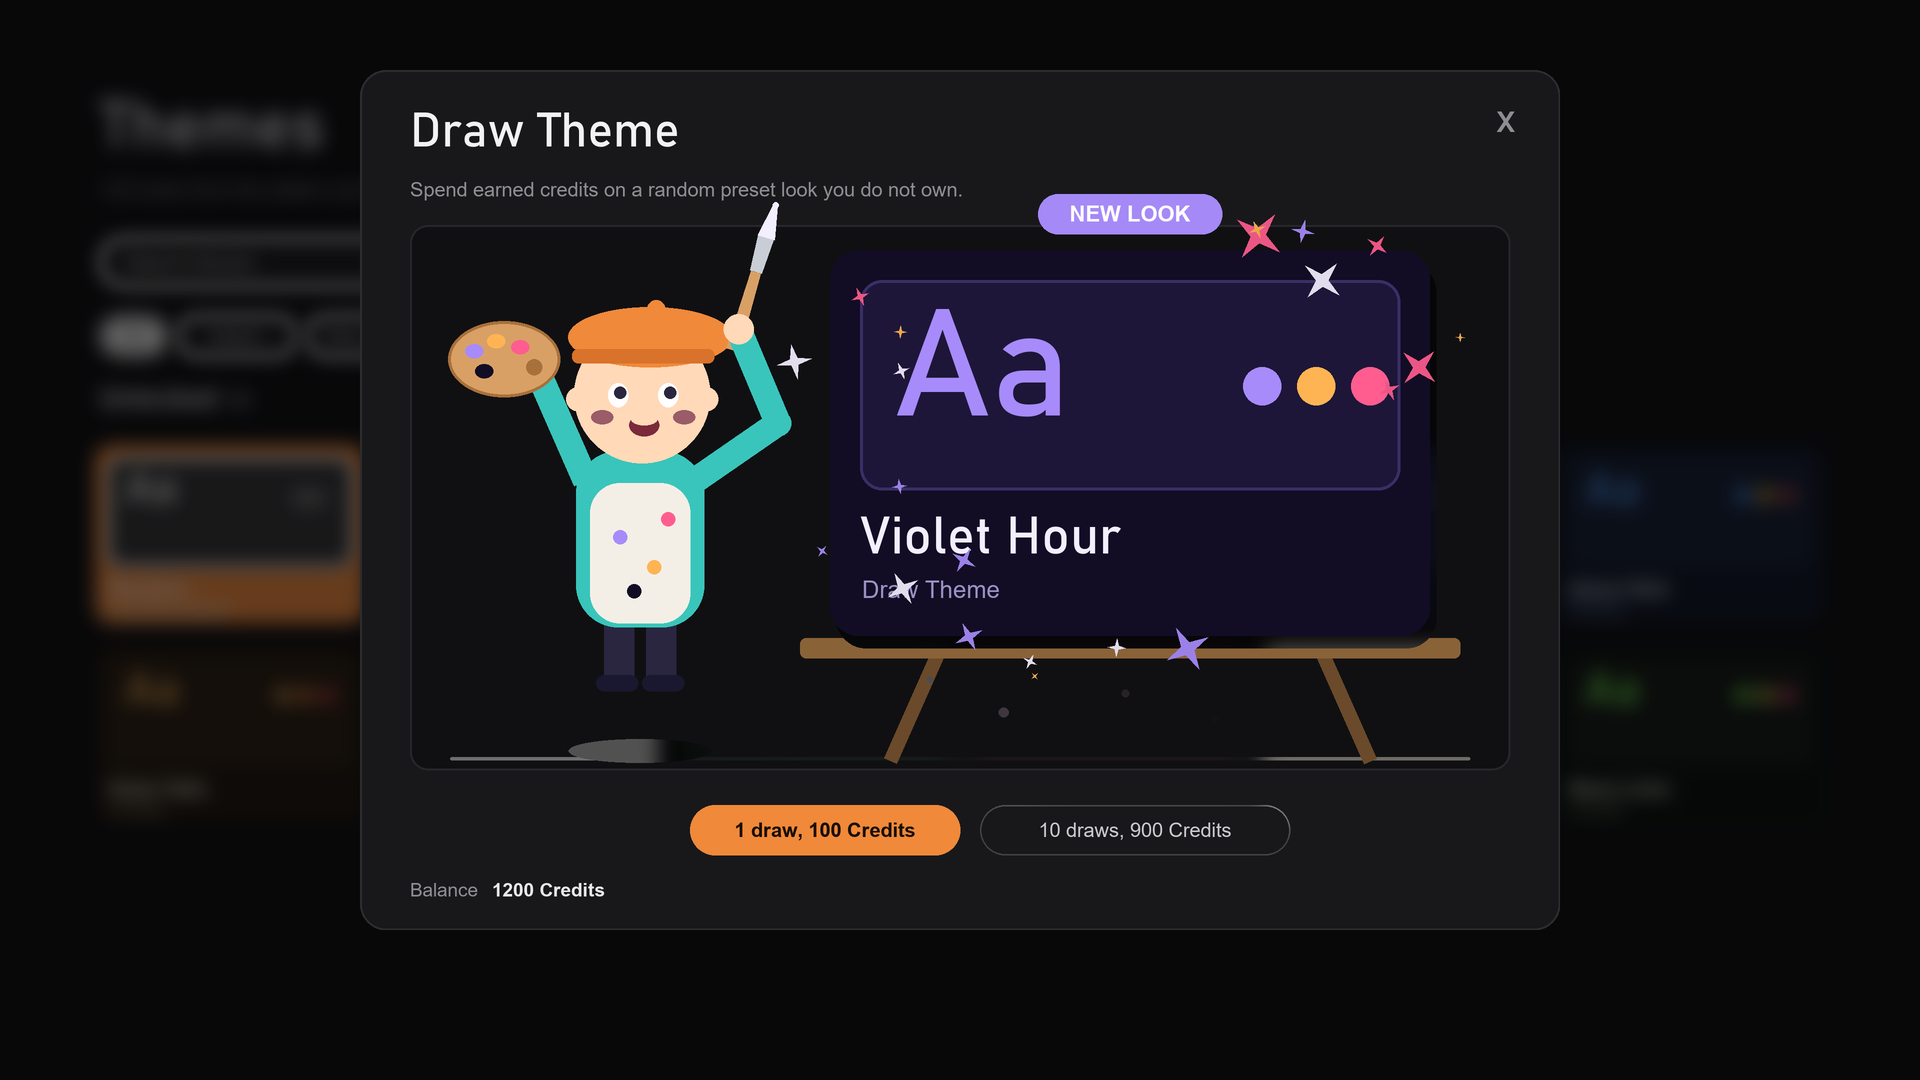 Themes
Draw Theme
X
Spend earned credits on a random preset look you do not own.
NEW LOOK
Aa
Violet Hour
Draw Theme
1 draw, 100 Credits
10 draws, 900 Credits
Balance 1200 Credits